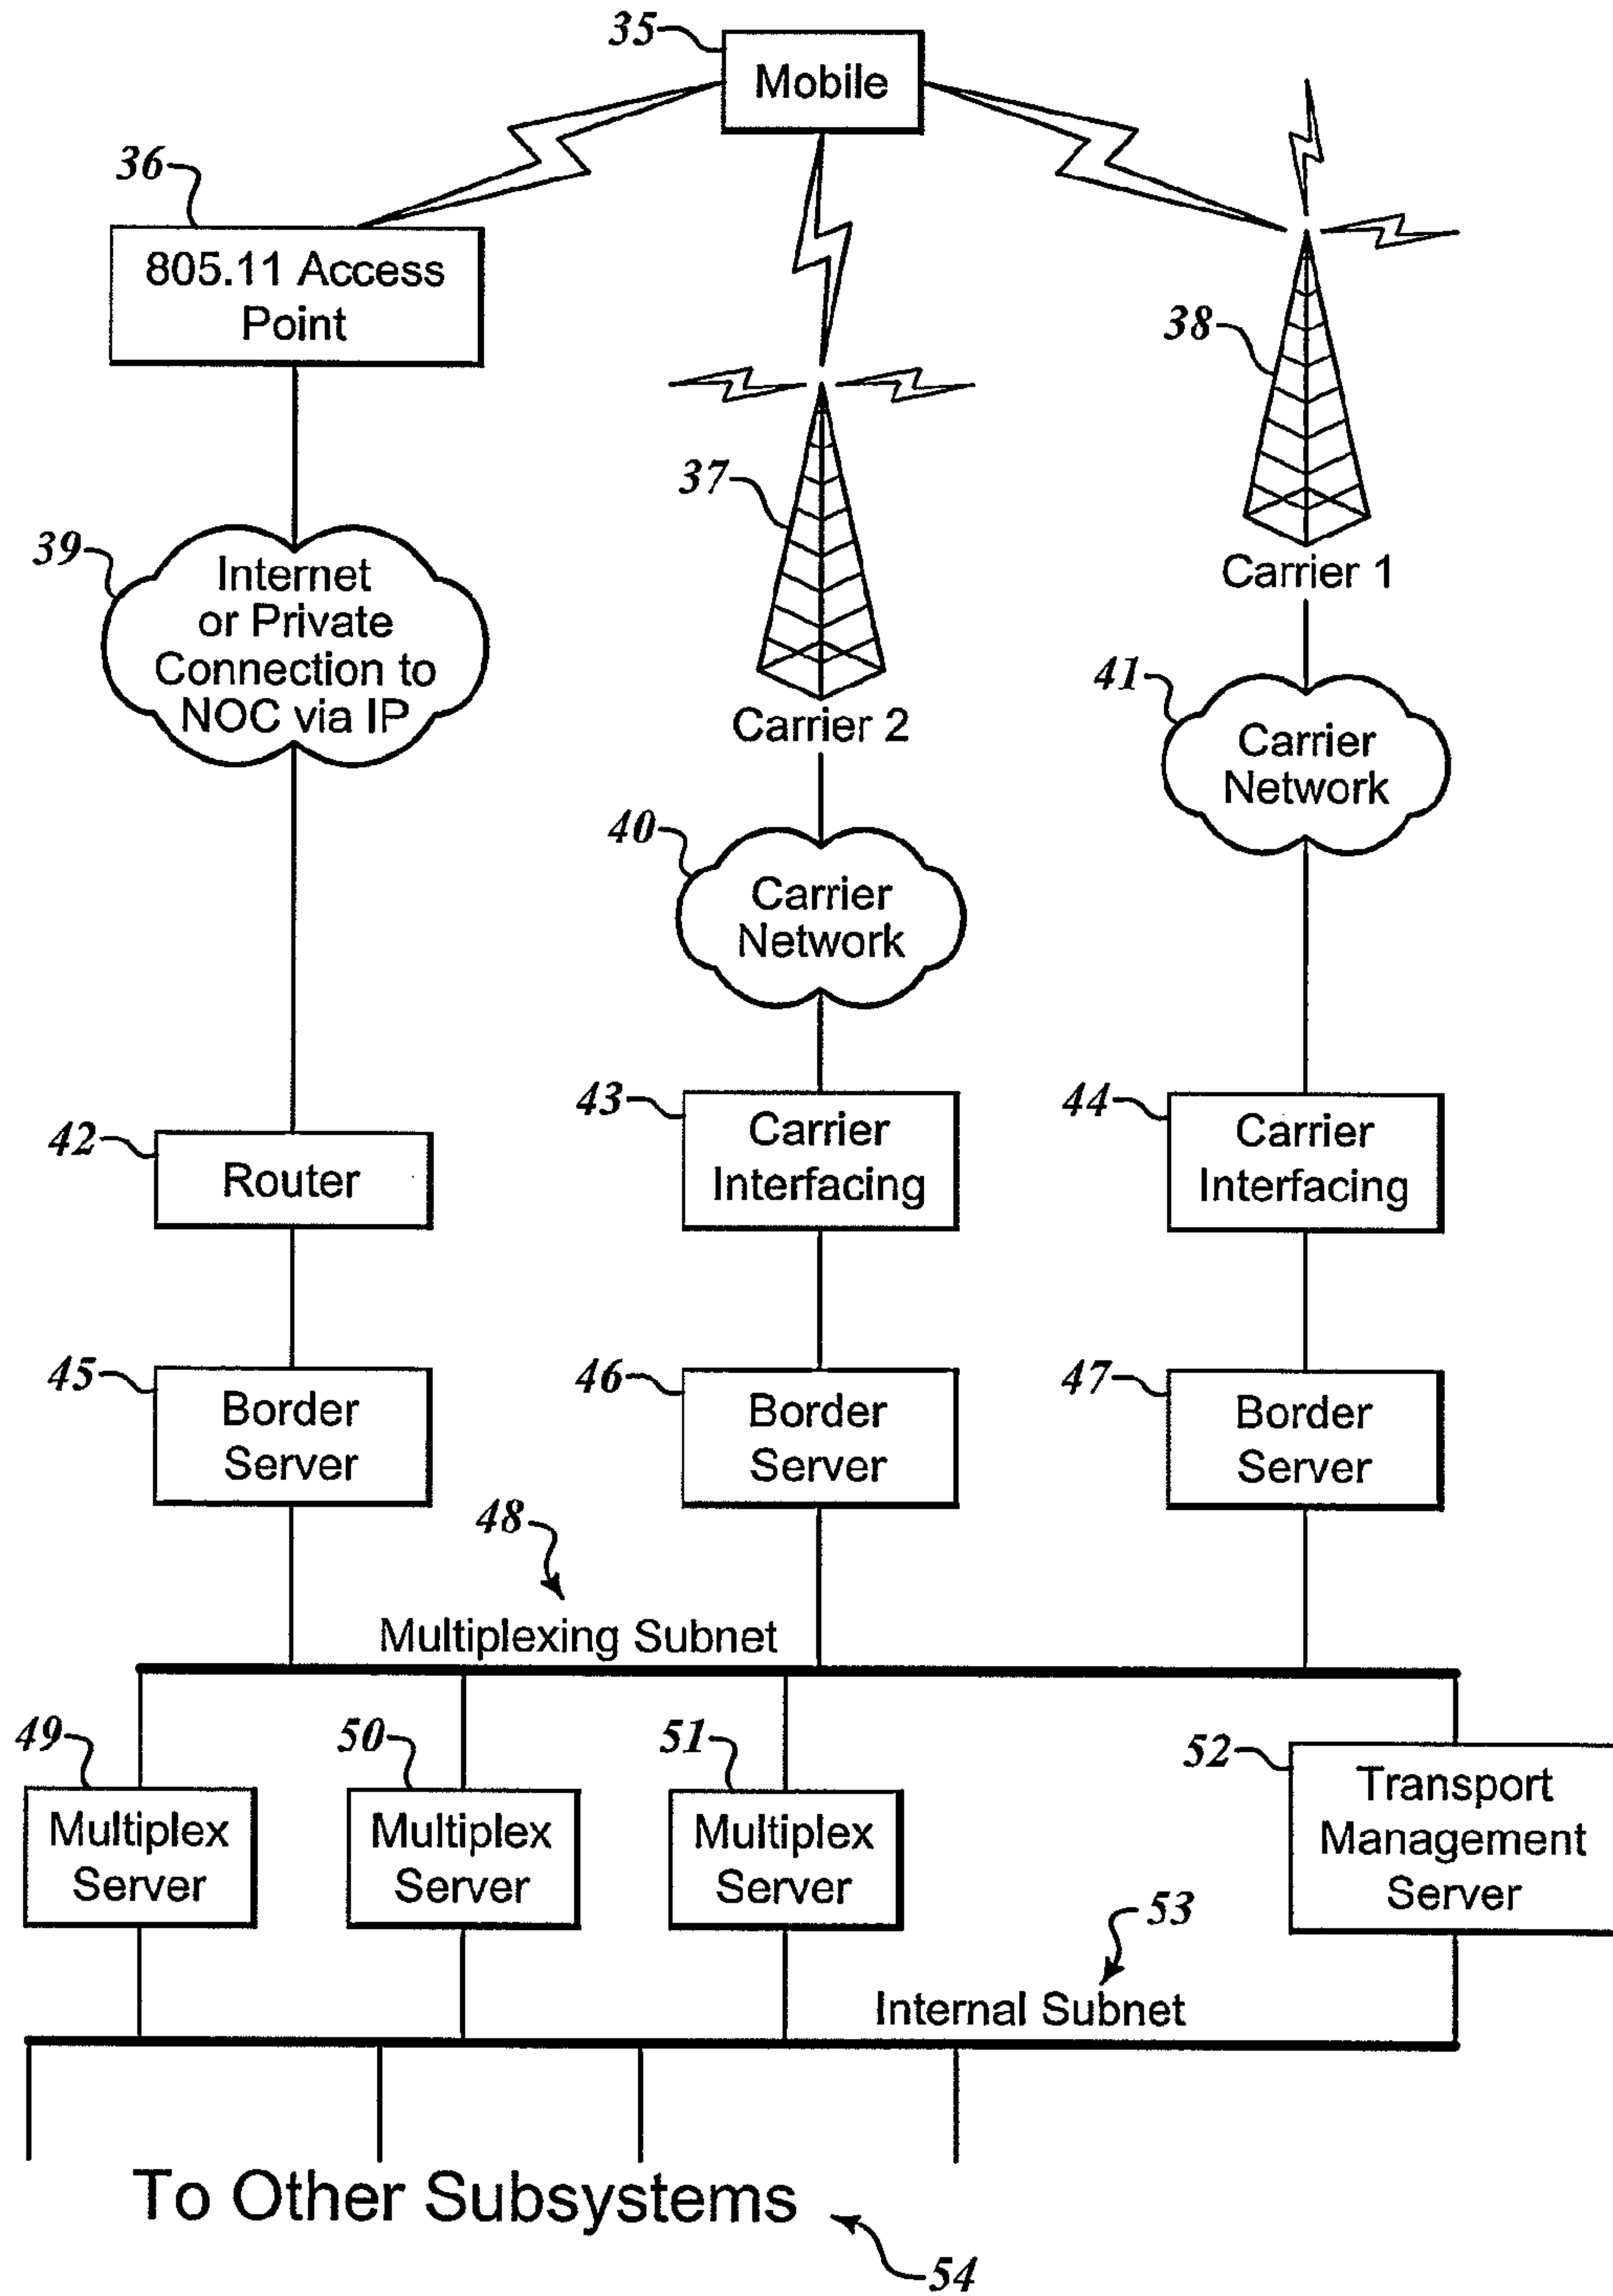 35
Mobile
36
805.11 Access
Point
38
37
39
Internet
or Private
Connection to
NOC via IP
Carrier 1
41
Carrier 2
Carrier
Network
40
Carrier
Network
43
Carrier
Interfacing
44
Carrier
Interfacing
42
Router
45
Border
Server
46
Border
Server
47
Border
Server
48
Multiplexing Subnet
49
Multiplex
Server
50
Multiplex
Server
51
Multiplex
Server
52
Transport
Management
Server
53
Internal Subnet
To Other Subsystems
54